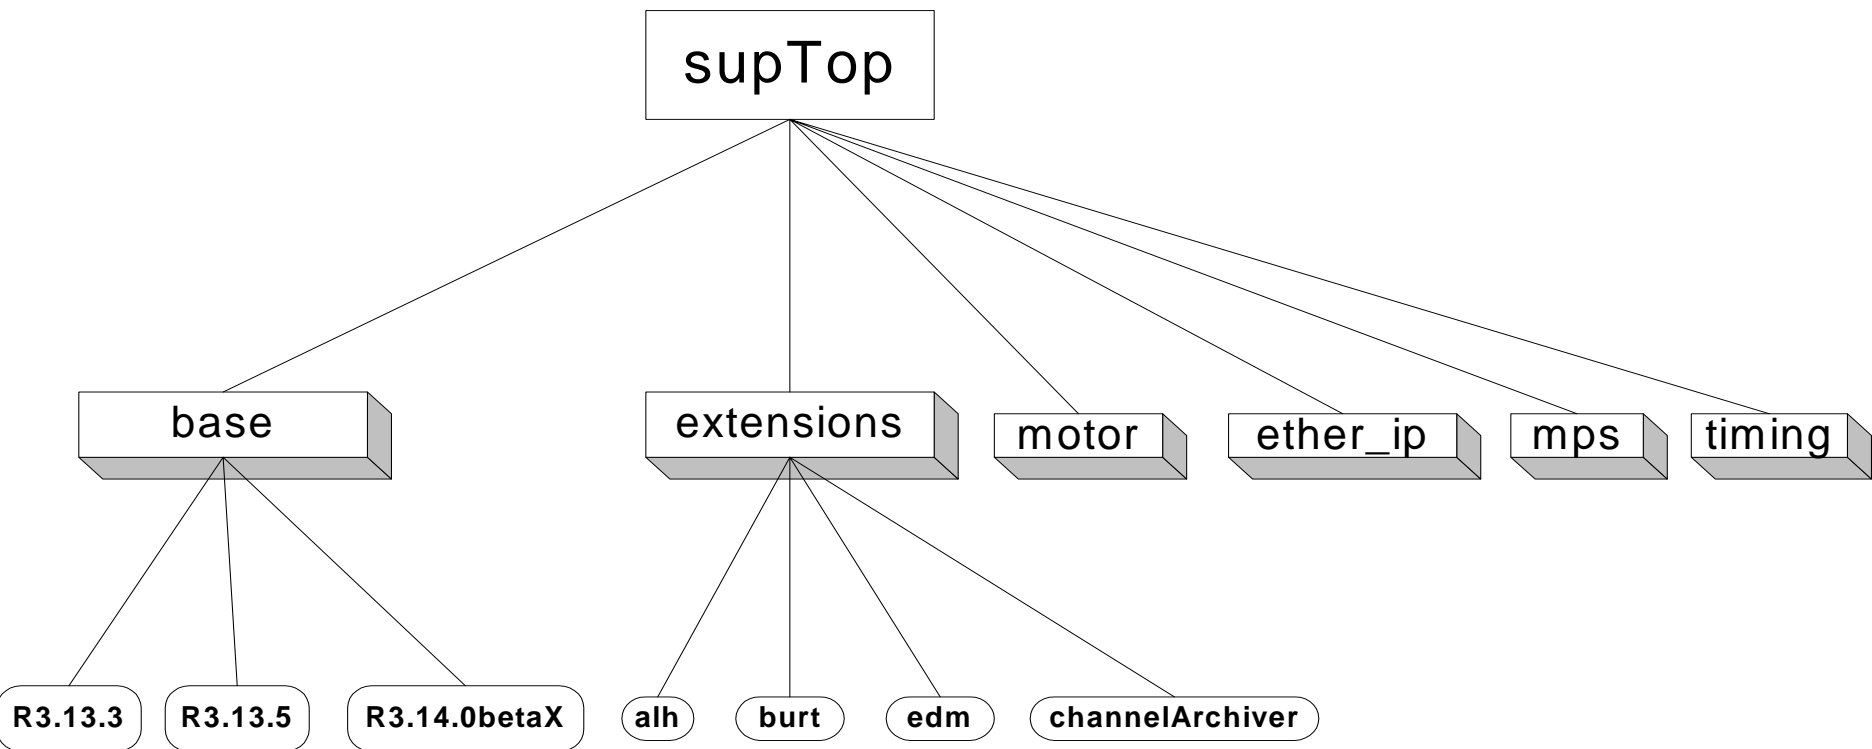 supTop
base
extensions
motor
ether_ip
mps
timing
R3.13.3
R3.13.5
R3.14.0betaX
alh
burt
edm
channelArchiver